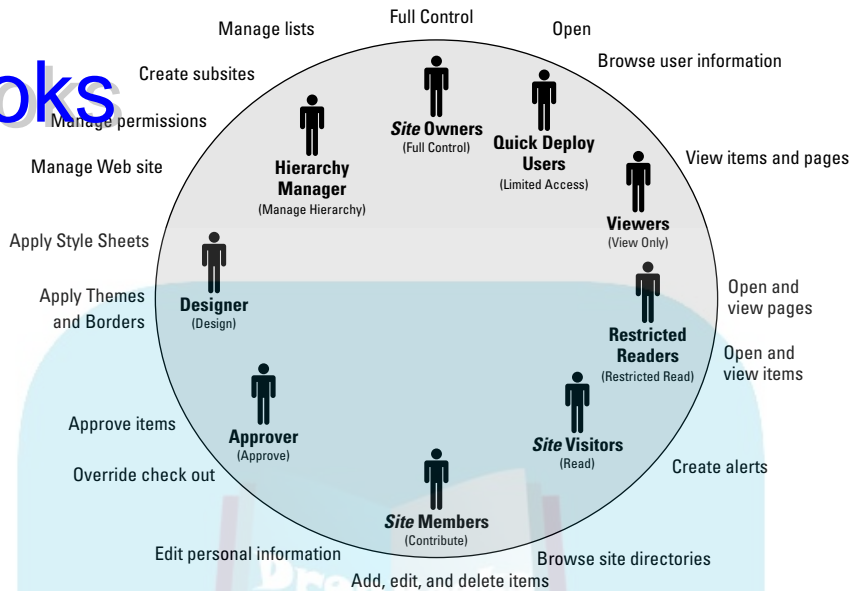 Full Control
Manage lists
Open
Create subsites
Browse user information
oks
Manage permissions
Manage Web site
View items and pages
Apply Style Sheets
Apply Themes
and Borders
Open and
view pages
Open and
view items
Approve items
Override check out
Create alerts
Edit personal information
Browse site directories
Add, edit, and delete items
Site Owners
(Full Control)
Quick Deploy
Users
(Limited Access)
Hierarchy
Manager
(Manage Hierarchy)
Viewers
(View Only)
Designer
(Design)
Restricted
Readers
(Restricted Read)
Approver
(Approve)
Site Visitors
(Read)
Site Members
(Contribute)